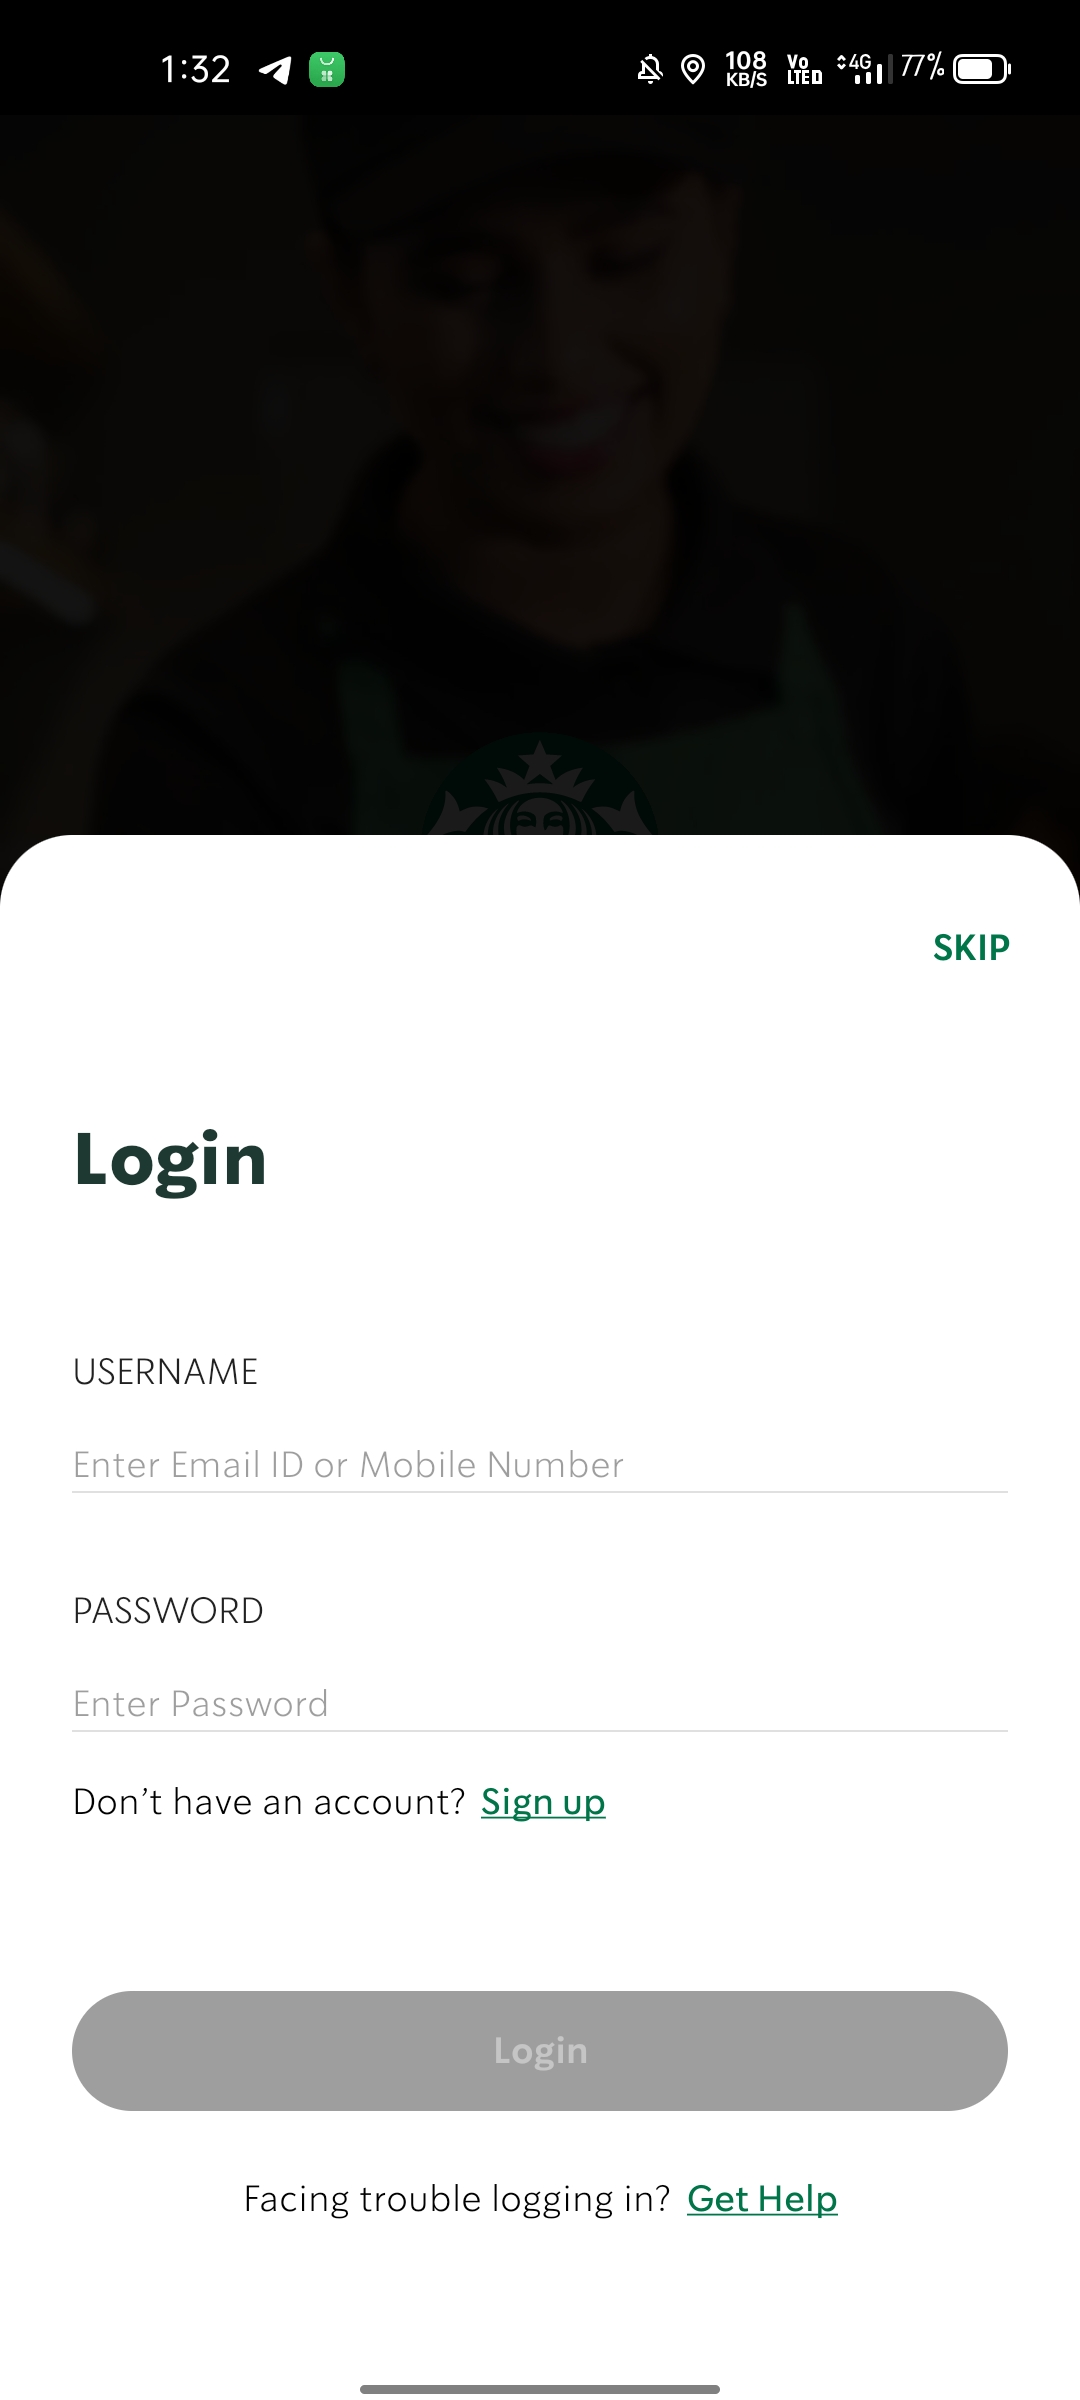 1:32 108 KB/S Vo LTE 4G 77%
SKIP
Login
USERNAME
Enter Email ID or Mobile Number
PASSWORD
Enter Password
Don’t have an account? Sign up
Login
Facing trouble logging in? Get Help